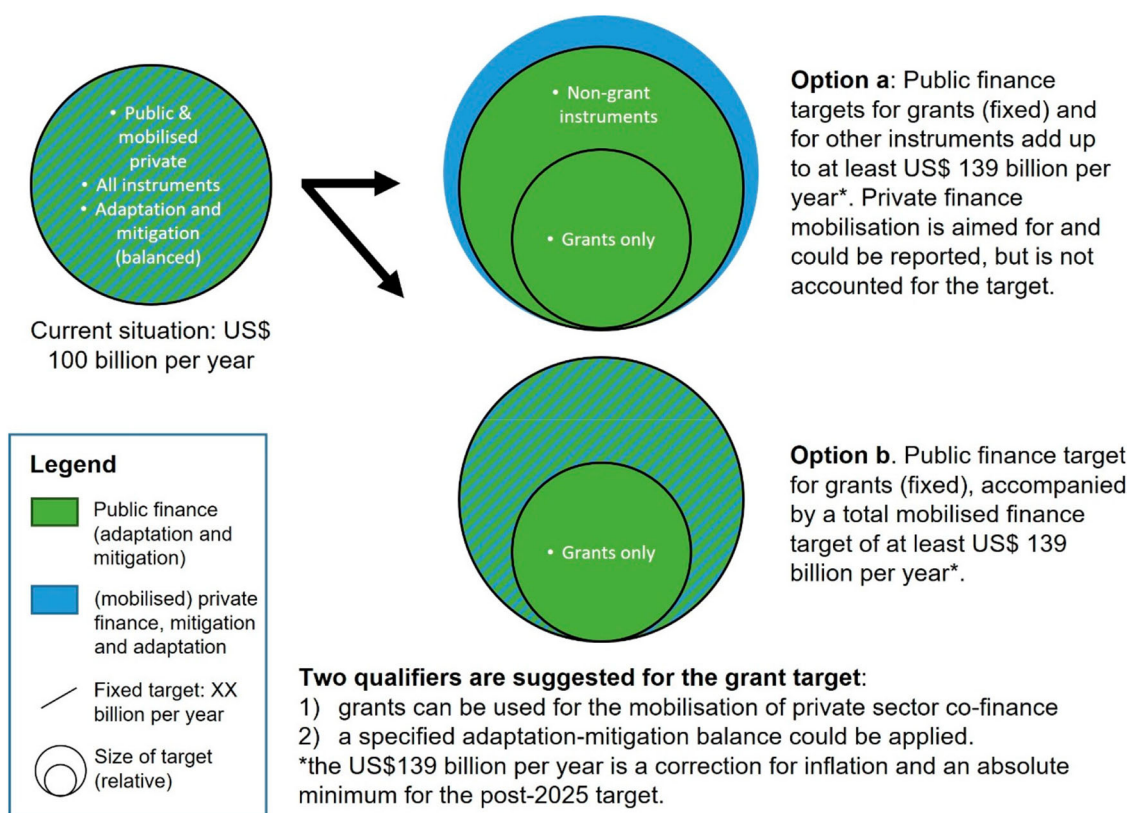 • Public &
mobilised
private
• All instruments
• Adaptation and
mitigation
(balanced)
Current situation: US$
100 billion per year
• Non-grant
instruments
• Grants only
Option a: Public finance
targets for grants (fixed) and
for other instruments add up
to at least US$ 139 billion per
year*. Private finance
mobilisation is aimed for and
could be reported, but is not
accounted for the target.
• Grants only
Option b. Public finance target
for grants (fixed), accompanied
by a total mobilised finance
target of at least US$ 139
billion per year*.
Legend
Public finance
(adaptation and
mitigation)
(mobilised) private
finance, mitigation
and adaptation
Fixed target: XX
billion per year
Size of target
(relative)
Two qualifiers are suggested for the grant target:
1) grants can be used for the mobilisation of private sector co-finance
2) a specified adaptation-mitigation balance could be applied.
*the US$139 billion per year is a correction for inflation and an absolute
minimum for the post-2025 target.